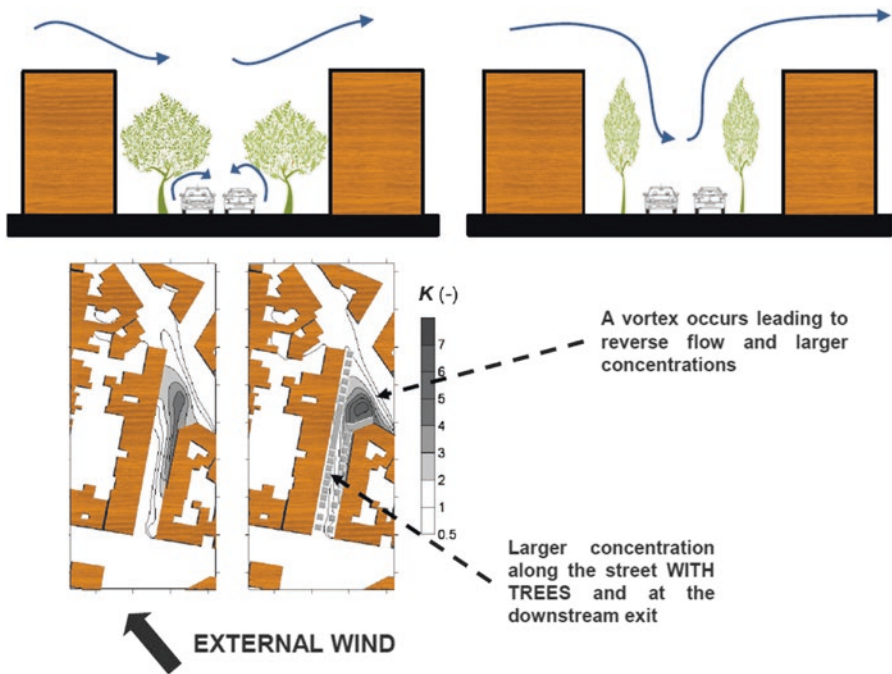 K (-)
7
6
5
4
3
2
1
0.5
A vortex occurs leading to
reverse flow and larger
concentrations
Larger concentration
along the street WITH
TREES and at the
downstream exit
EXTERNAL WIND